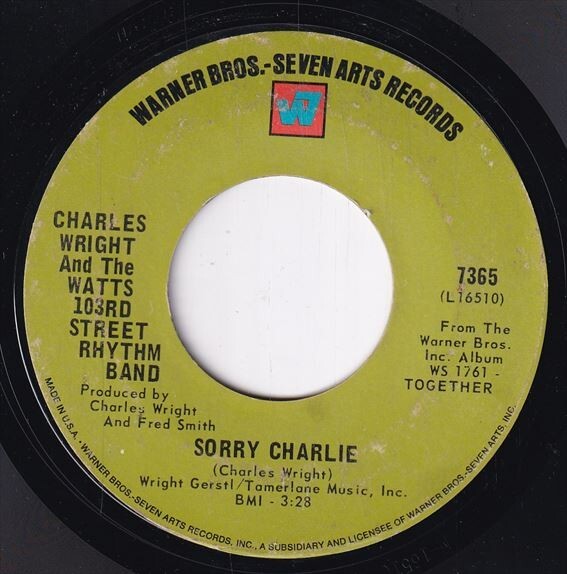 WARNER BROS.-SEVEN ARTS RECORDS
W7
CHARLES
WRIGHT
And The
WATTS
103RD
STREET
RHYTHM
BAND
Produced by
Charles Wright
And Fred Smith
7365
(L16510)
From The
Warner Bros.
Inc. Album
WS 1761 -
TOGETHER
SORRY CHARLIE
(Charles Wright)
Wright Gerstl/Tamerlane Music, Inc.
BMI - 3:28
MADE IN U.S.A. - WARNER BROS.-SEVEN ARTS RECORDS, INC., A SUBSIDIARY AND LICENSEE OF WARNER BROS.-SEVEN ARTS, INC.